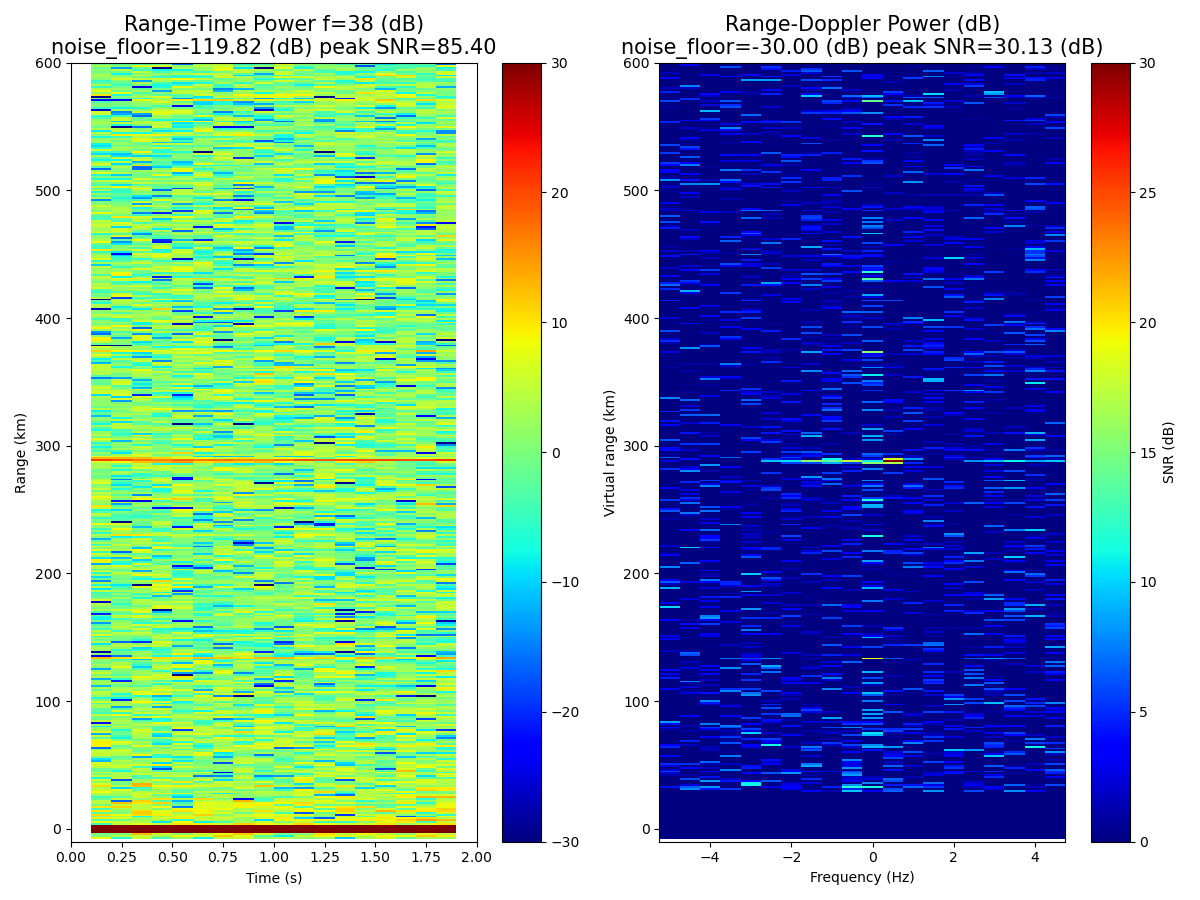 Range-Time Power f=38 (dB)
noise_floor=-119.82 (dB) peak SNR=85.40
600
500
400
300
200
100
0
Range (km)
0.00 0.25 0.50 0.75 1.00 1.25 1.50 1.75 2.00
Time (s)
30
20
10
0
−10
−20
−30
Range-Doppler Power (dB)
noise_floor=-30.00 (dB) peak SNR=30.13 (dB)
600
500
400
300
200
100
0
Virtual range (km)
−4 −2 0 2 4
Frequency (Hz)
30
25
20
15
10
5
0
SNR (dB)